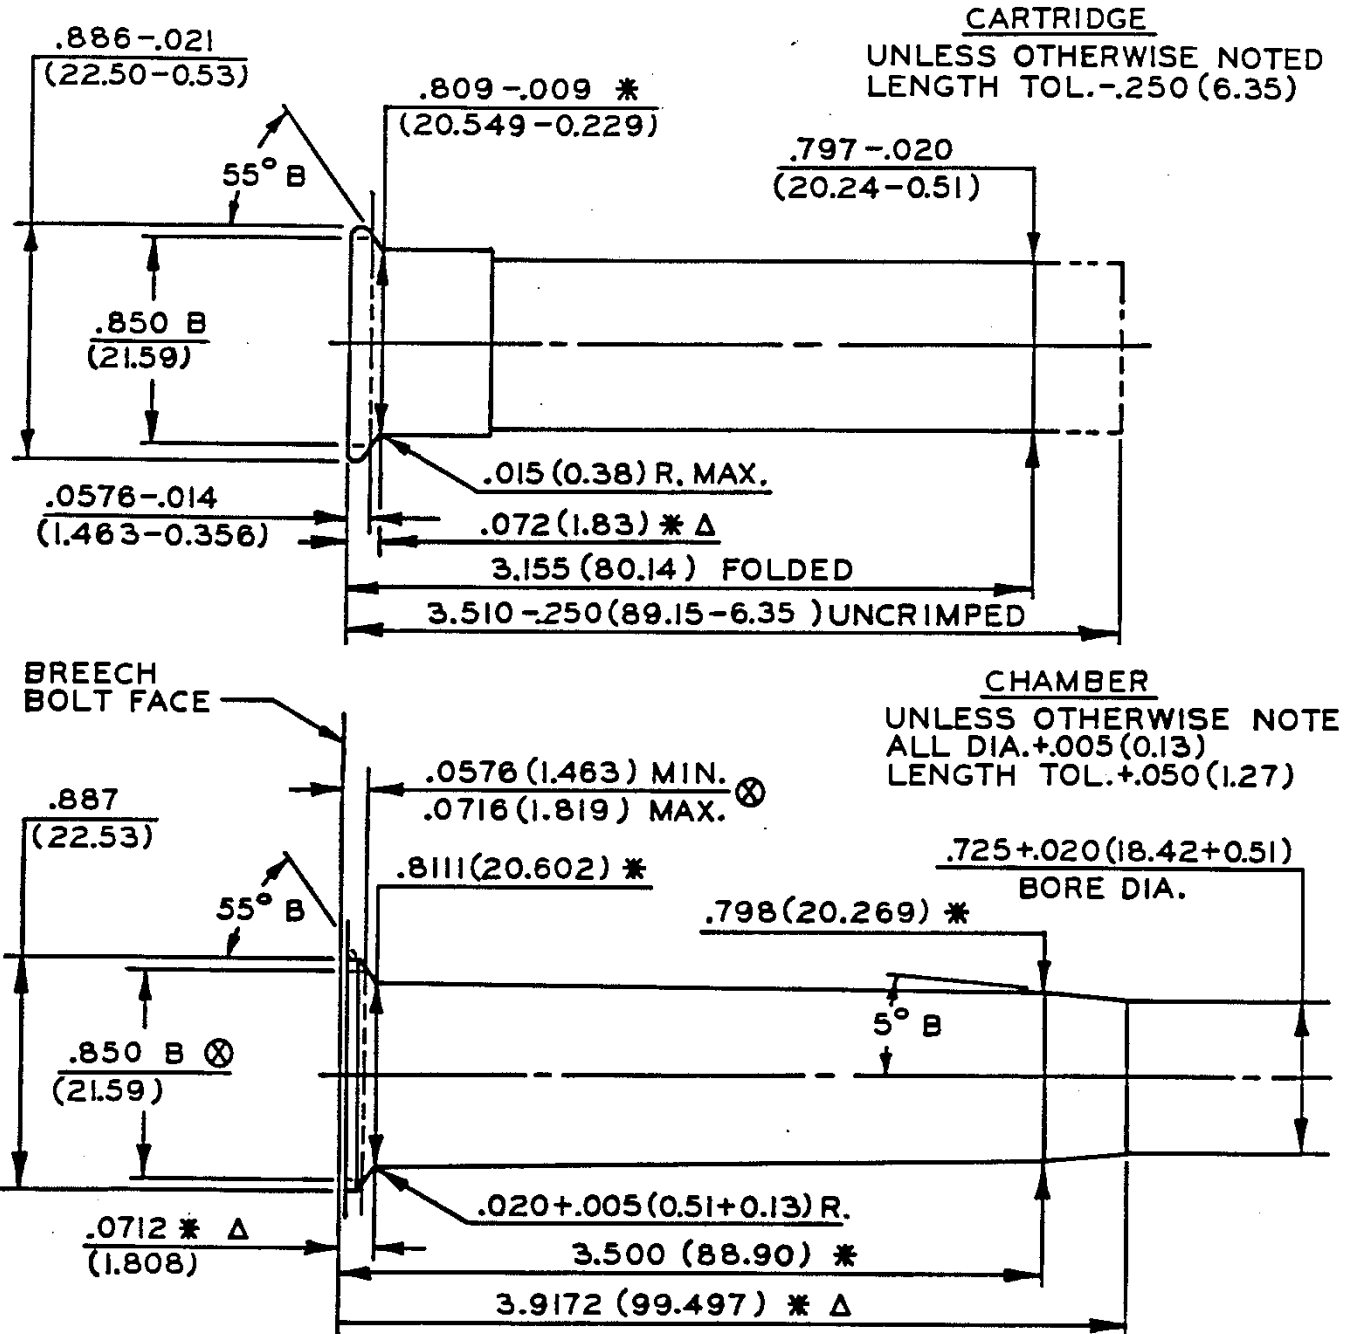 CARTRIDGE
UNLESS OTHERWISE NOTED
LENGTH TOL.-.250 (6.35)
.886-.021
(22.50-0.53)
.809-.009 ✱
(20.549-0.229)
.797-.020
(20.24-0.51)
55° B
.850 B
(21.59)
.015 (0.38) R. MAX.
.0576-.014
(1.463-0.356)
.072 (1.83) ✱ Δ
3.155 (80.14) FOLDED
3.510-.250 (89.15-6.35 ) UNCRIMPED
BREECH
BOLT FACE
CHAMBER
UNLESS OTHERWISE NOTE
ALL DIA.+.005 (0.13)
LENGTH TOL.+.050 (1.27)
.0576 (1.463) MIN.
.0716 (1.819) MAX. ⊗
.887
(22.53)
.8111(20.602) ✱
.725+.020 (18.42+0.51)
BORE DIA.
55° B
.798 (20.269) ✱
5° B
.850 B ⊗
(21.59)
.020+.005 (0.51+0.13) R.
.0712 ✱ Δ
(1.808)
3.500 (88.90) ✱
3.9172 (99.497) ✱ Δ